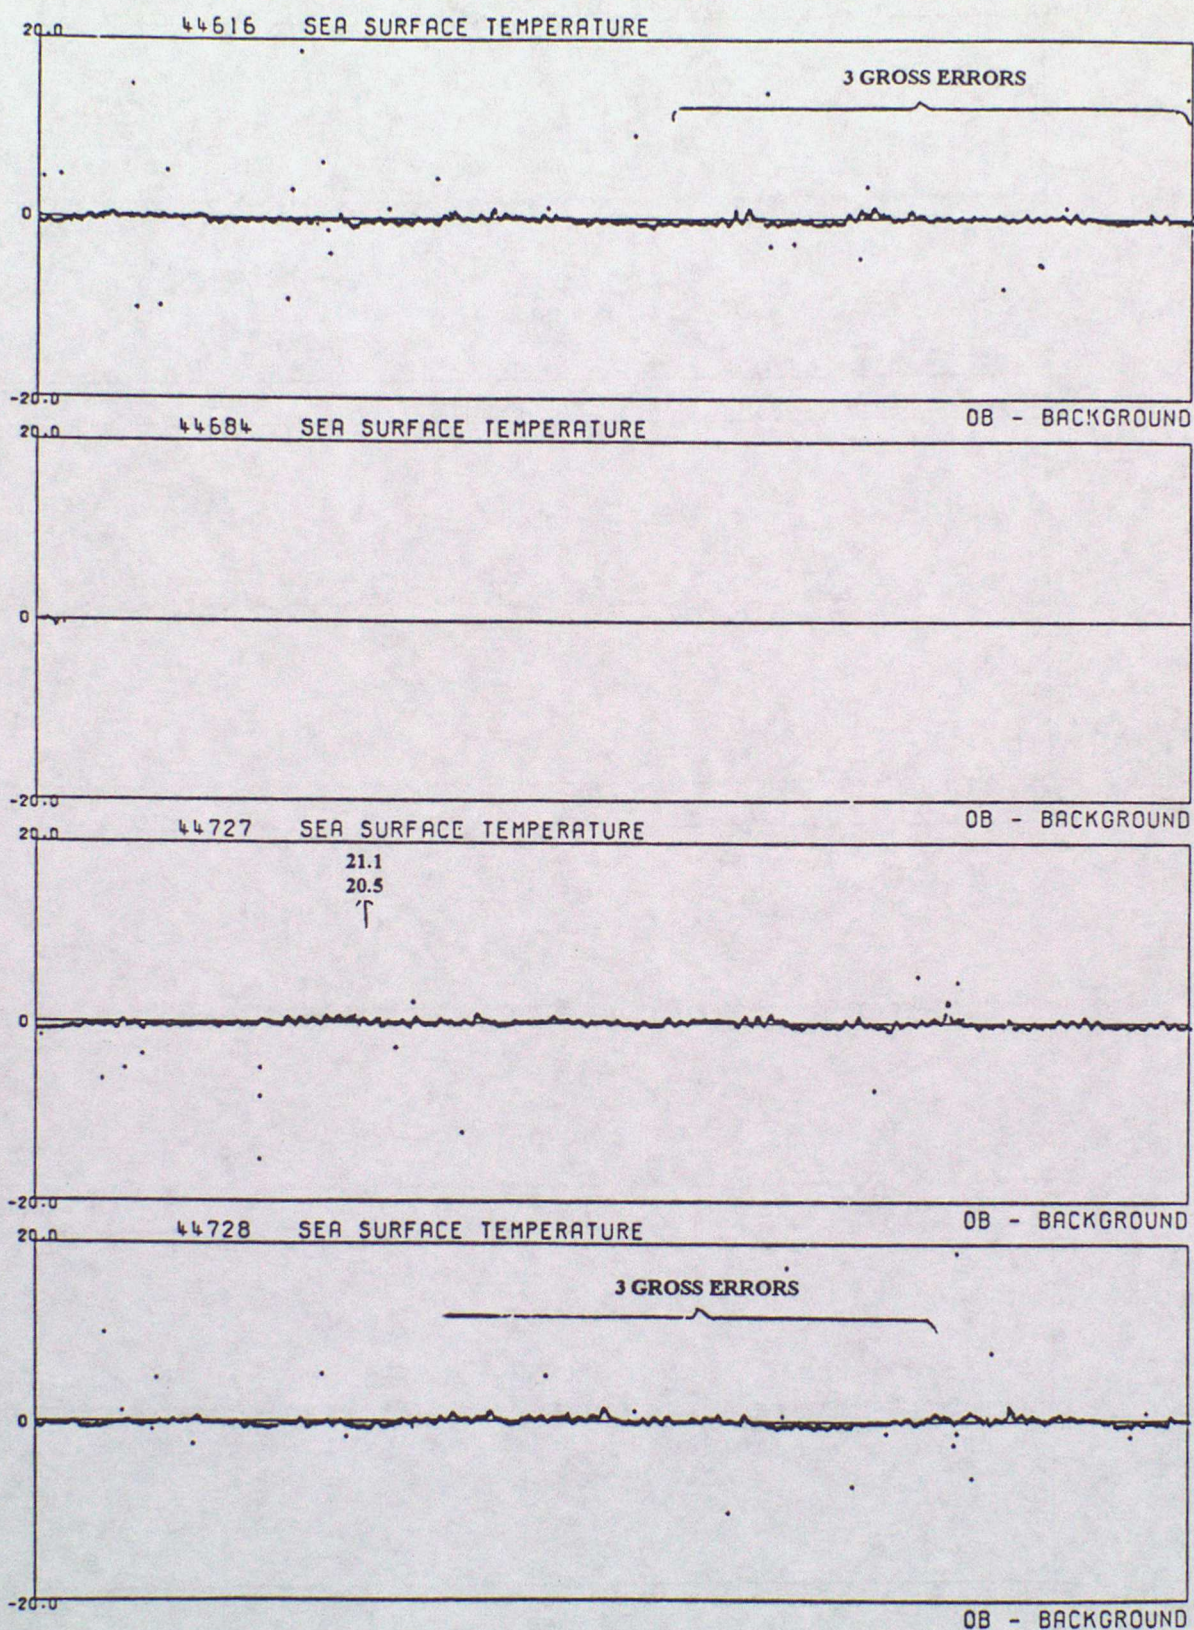 20.0 44616 SEA SURFACE TEMPERATURE
3 GROSS ERRORS
0
-20.0
OB - BACKGROUND
20.0 44684 SEA SURFACE TEMPERATURE
0
-20.0
OB - BACKGROUND
20.0 44727 SEA SURFACE TEMPERATURE
21.1
20.5
0
-20.0
OB - BACKGROUND
20.0 44728 SEA SURFACE TEMPERATURE
3 GROSS ERRORS
0
-20.0
OB - BACKGROUND